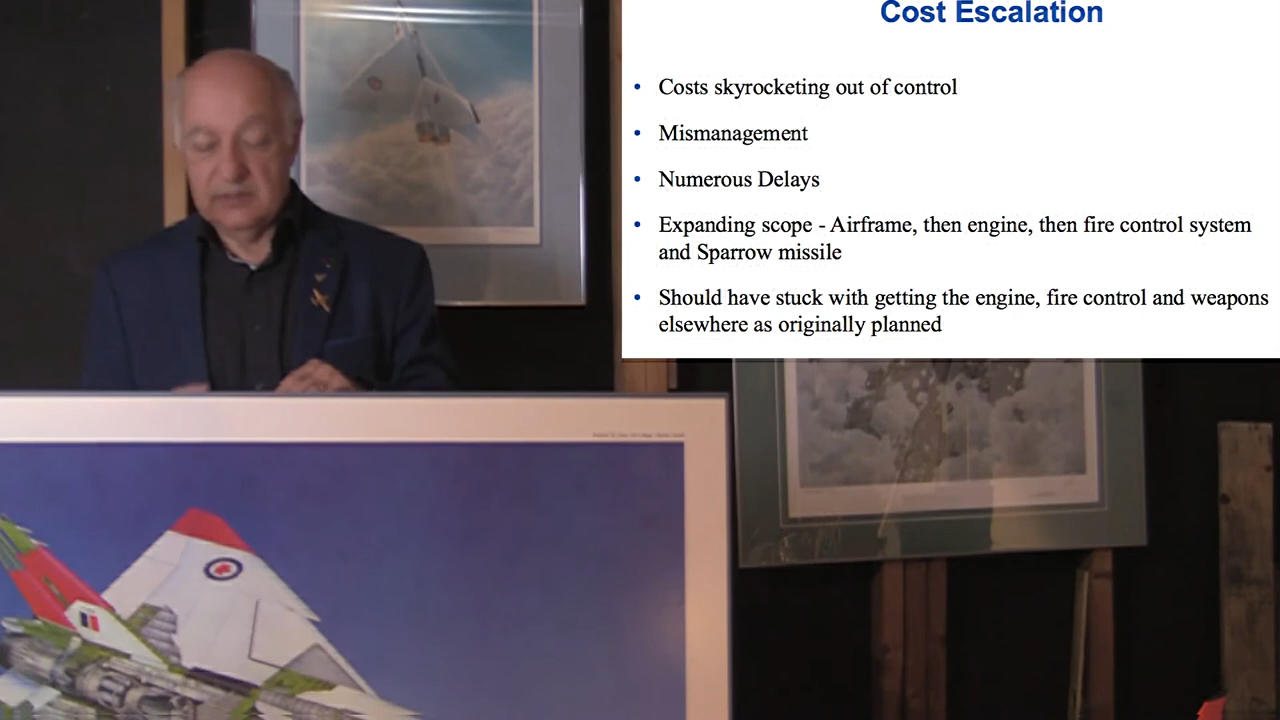 Cost Escalation
• Costs skyrocketing out of control
• Mismanagement
• Numerous Delays
• Expanding scope - Airframe, then engine, then fire control system
and Sparrow missile
• Should have stuck with getting the engine, fire control and weapons
elsewhere as originally planned